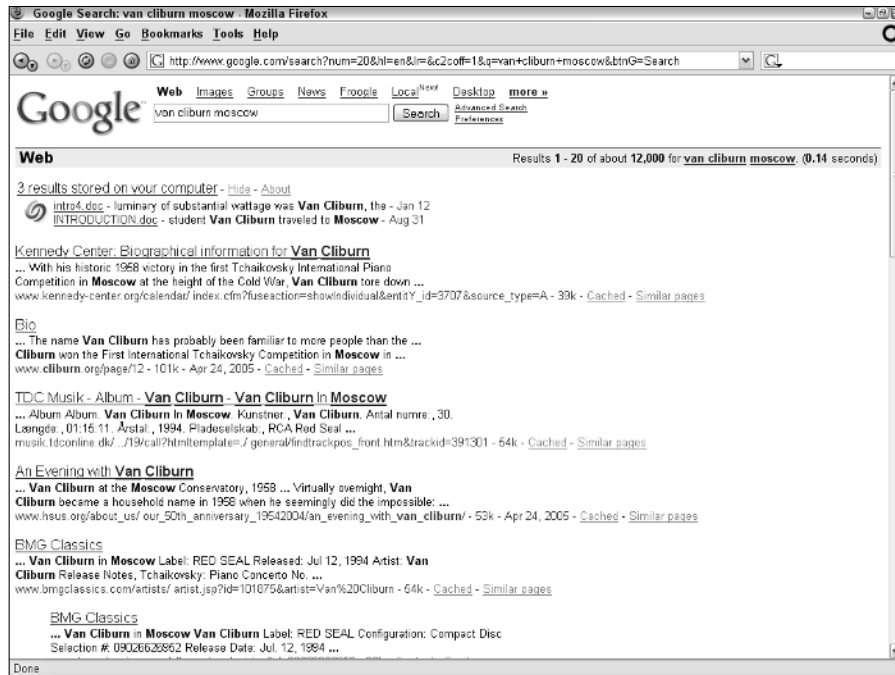 Google Search: van cliburn moscow - Mozilla Firefox
File Edit View Go Bookmarks Tools Help
http://www.google.com/search?num=20&hl=en&lr=&c2coff=1&q=van+cliburn+moscow&btnG=Search
Web Images Groups News Froogle Local New! Desktop more »
Google
van cliburn moscow Search Advanced Search
Preferences
Web Results 1 - 20 of about 12,000 for van cliburn moscow. (0.14 seconds)
3 results stored on your computer - Hide - About
intro4.doc - luminary of substantial wattage was Van Cliburn, the - Jan 12
INTRODUCTION.doc - student Van Cliburn traveled to Moscow - Aug 31
Kennedy Center: Biographical information for Van Cliburn
... With his historic 1958 victory in the first Tchaikovsky International Piano
Competition in Moscow at the height of the Cold War, Van Cliburn tore down ...
www.kennedy-center.org/calendar/ index.cfm?fuseaction=showIndividual&entitY_id=3707&source_type=A - 39k - Cached - Similar pages
Bio
... The name Van Cliburn has probably been familiar to more people than the ...
Cliburn won the First International Tchaikovsky Competition in Moscow in ...
www.cliburn.org/page/12 - 101k - Apr 24, 2005 - Cached - Similar pages
TDC Musik - Album - Van Cliburn - Van Cliburn In Moscow
... Album Album. Van Cliburn In Moscow. Kunstner:, Van Cliburn. Antal numre:, 30.
Længde:, 01:15:11. Årstal:, 1994. Pladeselskab:, RCA Red Seal ...
musik.tdconline.dk/.../19/call?htmltemplate=./ general/findtrackpos_front.htm&trackid=391301 - 54k - Cached - Similar pages
An Evening with Van Cliburn
... Van Cliburn at the Moscow Conservatory, 1958 ... Virtually overnight, Van
Cliburn became a household name in 1958 when he seemingly did the impossible: ...
www.hsus.org/about_us/ our_50th_anniversary_19542004/an_evening_with_van_cliburn/ - 53k - Apr 24, 2005 - Cached - Similar pages
BMG Classics
... Van Cliburn in Moscow Label: RED SEAL Released: Jul 12, 1994 Artist: Van
Cliburn Release Notes, Tchaikovsky: Piano Concerto No. ...
www.bmgclassics.com/artists/ artist.jsp?id=101875&artist=Van%20Cliburn - 54k - Cached - Similar pages
BMG Classics
... Van Cliburn in Moscow Van Cliburn Label: RED SEAL Configuration: Compact Disc
Selection #: 09026626952 Release Date: Jul. 12, 1994 ...
Done